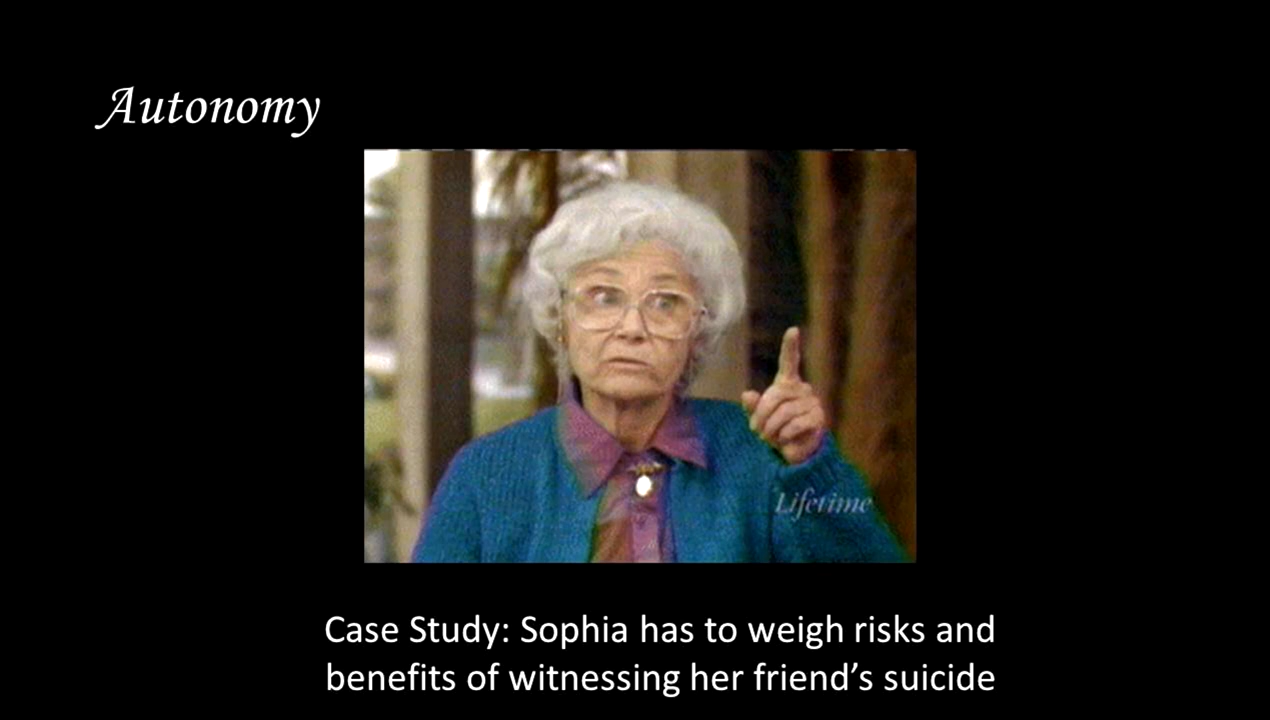 Autonomy
Lifetime
Case Study: Sophia has to weigh risks and
benefits of witnessing her friend’s suicide